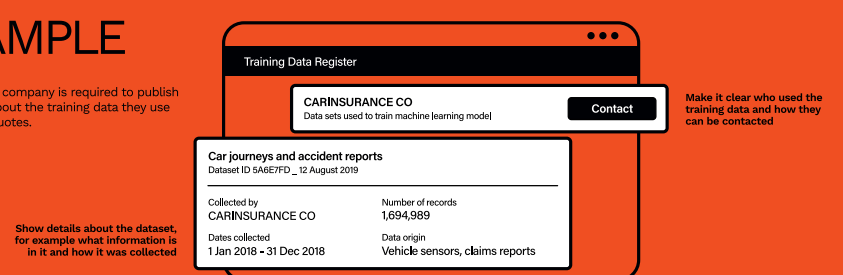 AMPLE
company is required to publish
out the training data they use
uotes.
Training Data Register
CARINSURANCE CO
Data sets used to train machine learning model
Contact
Make it clear who used the
training data and how they
can be contacted
Car journeys and accident reports
Dataset ID 5A6E7FD _ 12 August 2019
Collected by
CARINSURANCE CO
Number of records
1,694,989
Dates collected
1 Jan 2018 - 31 Dec 2018
Data origin
Vehicle sensors, claims reports
Show details about the dataset,
for example what information is
in it and how it was collected